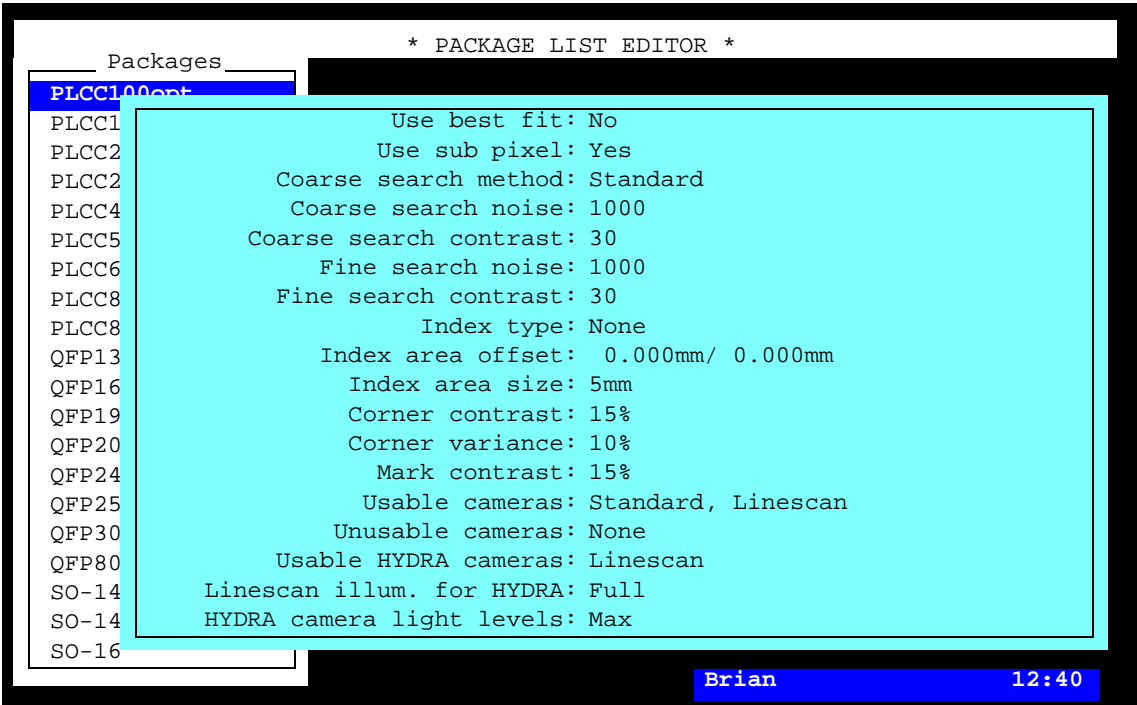 * PACKAGE LIST EDITOR *
Packages
PLCC100opt
PLCC1
PLCC2
PLCC2
PLCC4
PLCC5
PLCC6
PLCC8
PLCC8
QFP13
QFP16
QFP19
QFP20
QFP24
QFP25
QFP30
QFP80
SO-14
SO-14
SO-16
Use best fit: No
Use sub pixel: Yes
Coarse search method: Standard
Coarse search noise: 1000
Coarse search contrast: 30
Fine search noise: 1000
Fine search contrast: 30
Index type: None
Index area offset: 0.000mm/ 0.000mm
Index area size: 5mm
Corner contrast: 15%
Corner variance: 10%
Mark contrast: 15%
Usable cameras: Standard, Linescan
Unusable cameras: None
Usable HYDRA cameras: Linescan
Linescan illum. for HYDRA: Full
HYDRA camera light levels: Max
Brian 12:40